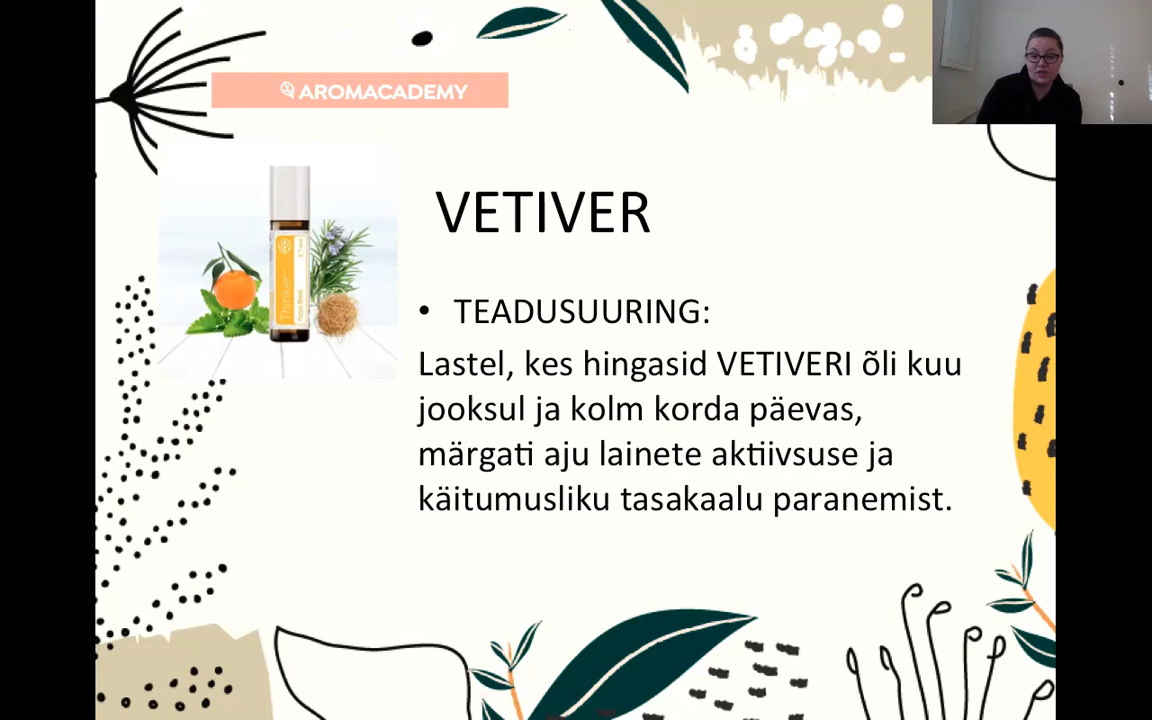 AROMACADEMY
VETIVER
Thinker
• TEADUSUURING:
Lastel, kes hingasid VETIVERI õli kuu
jooksul ja kolm korda päevas,
märgati aju lainete aktiivsuse ja
käitumusliku tasakaalu paranemist.